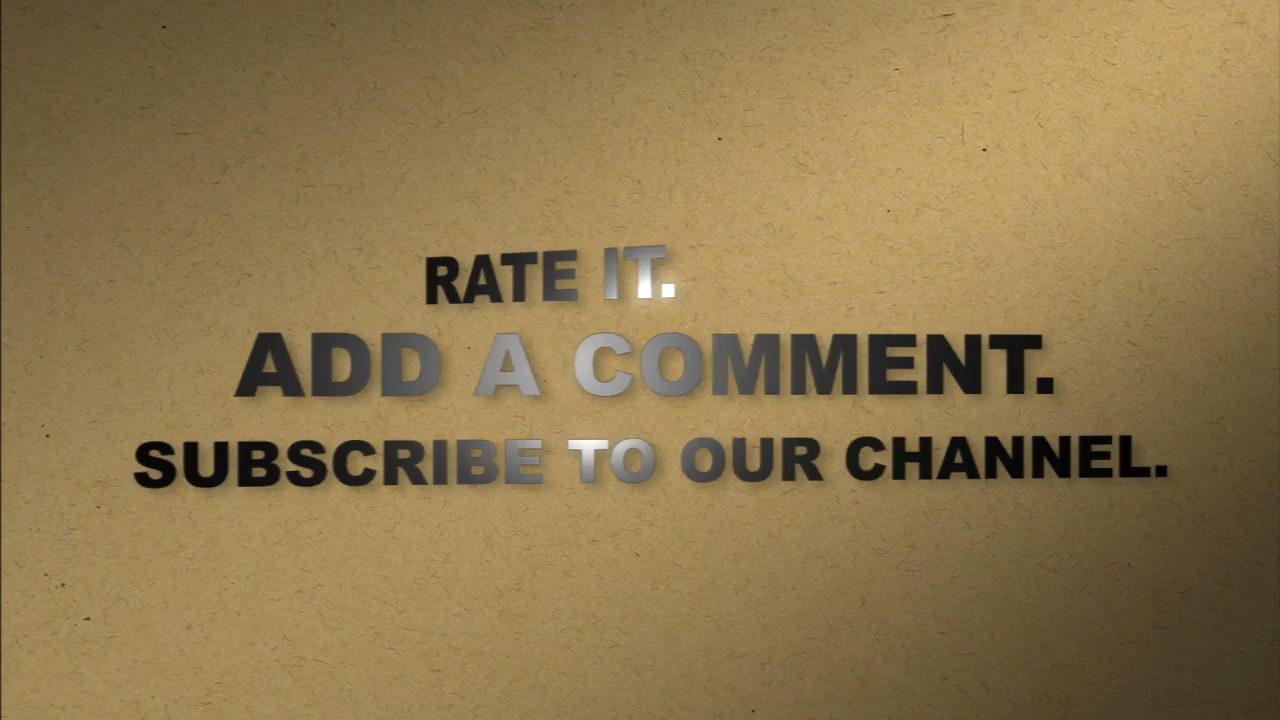 RATE IT.
ADD A COMMENT.
SUBSCRIBE TO OUR CHANNEL.